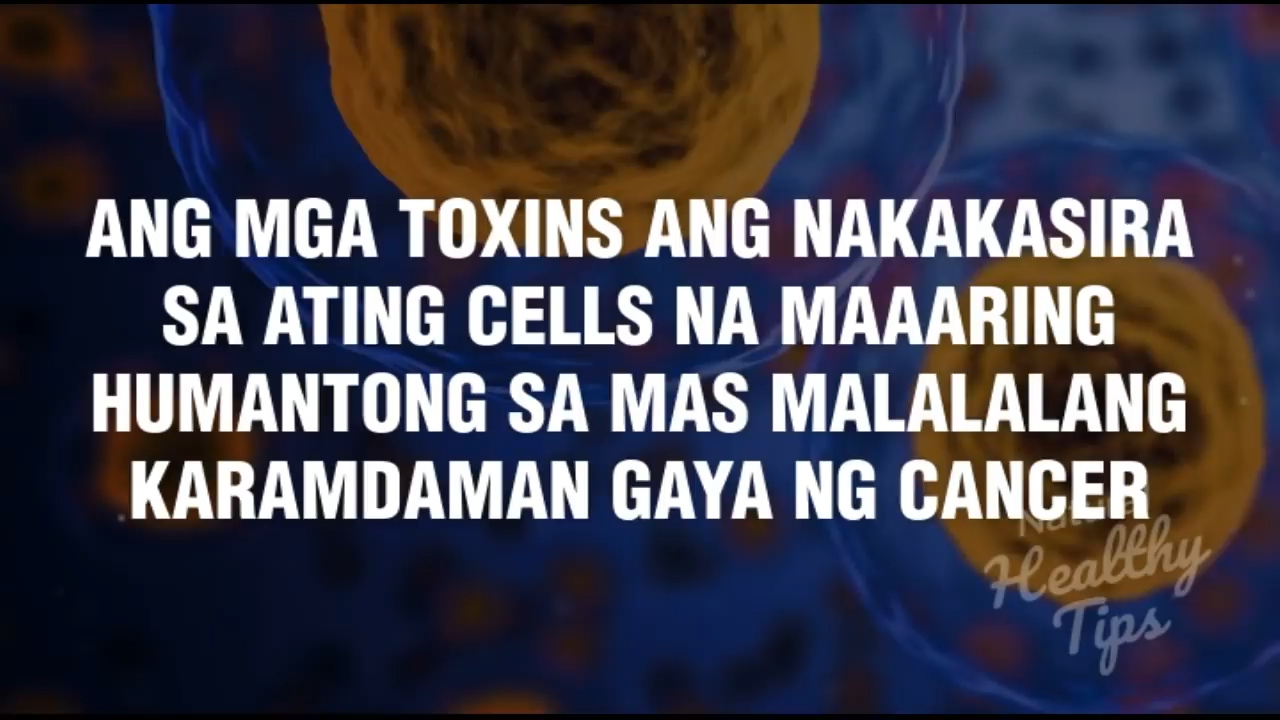 ANG MGA TOXINS ANG NAKAKASIRA
SA ATING CELLS NA MAAARING
HUMANTONG SA MAS MALALALANG
KARAMDAMAN GAYA NG CANCER
Healthy
Tips